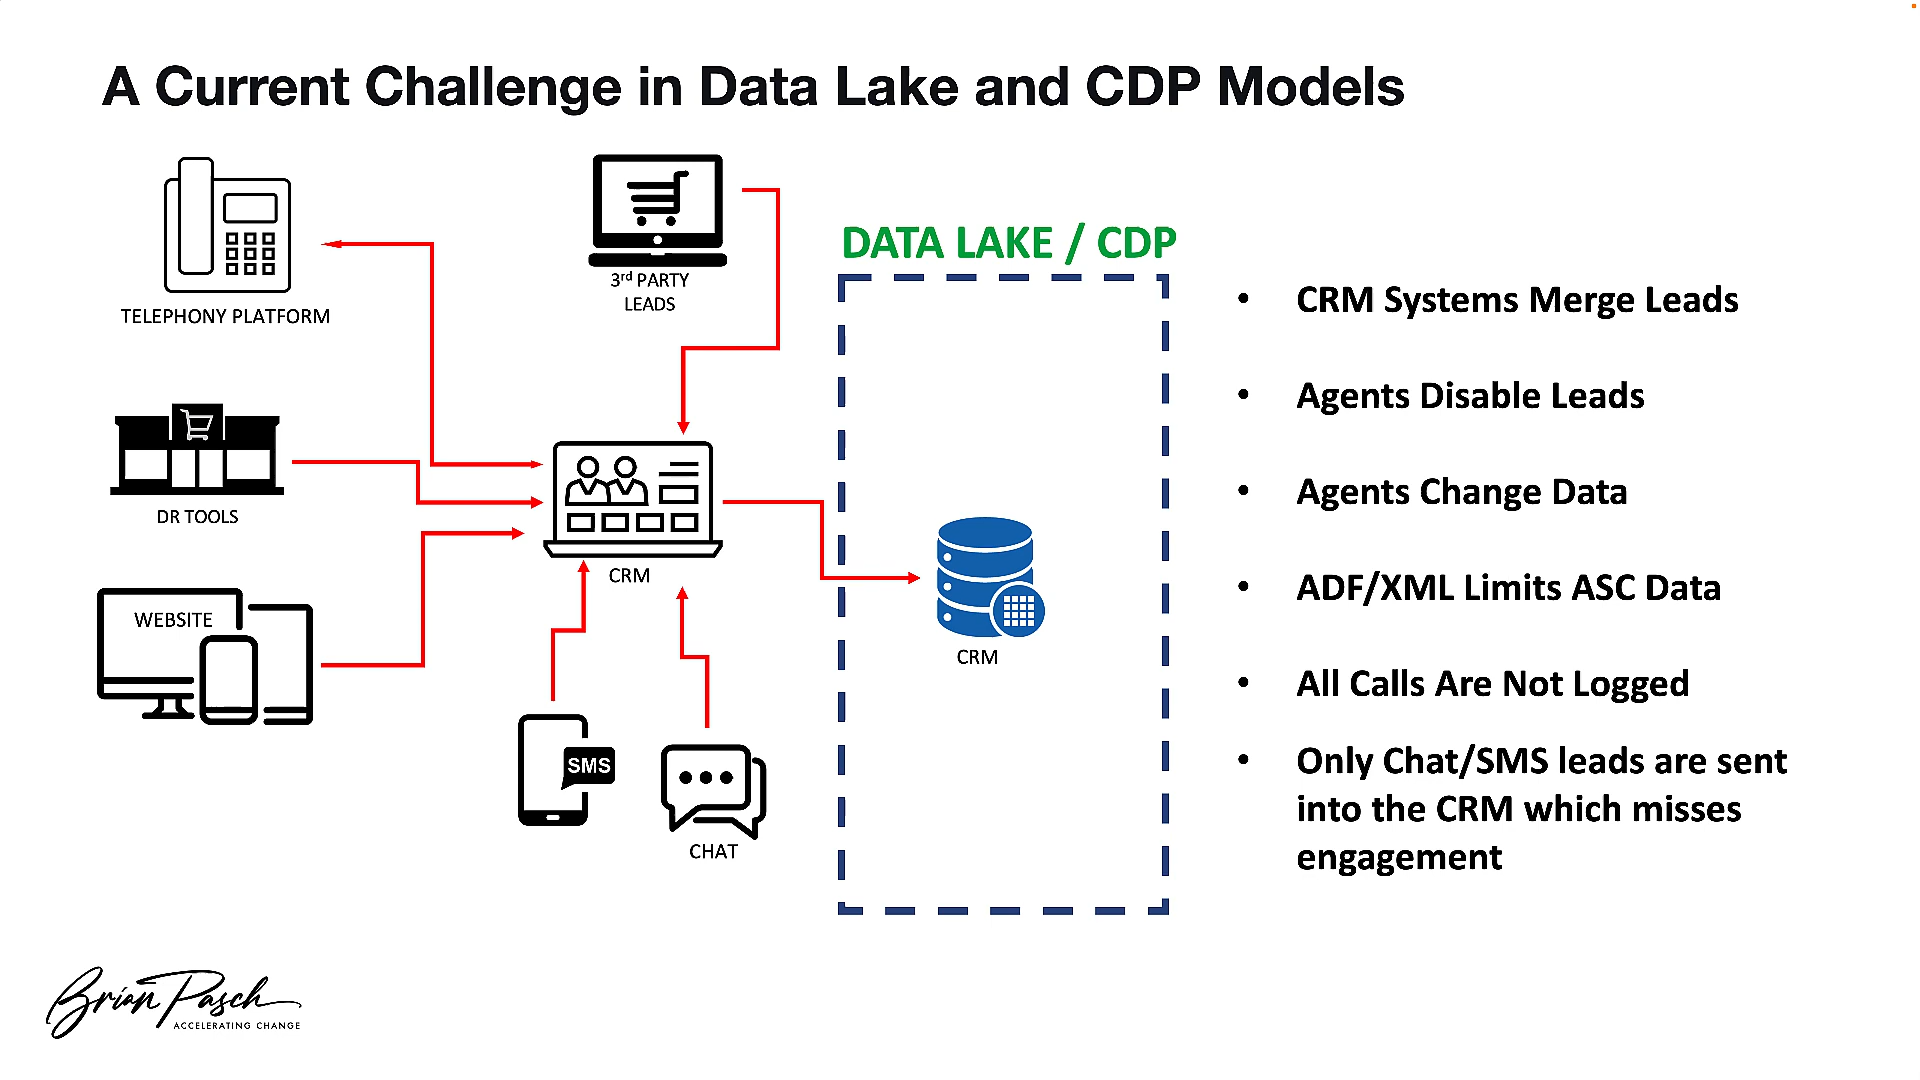 A Current Challenge in Data Lake and CDP Models
TELEPHONY PLATFORM
3rd PARTY
LEADS
DR TOOLS
WEBSITE
CRM
SMS
CHAT
DATA LAKE / CDP
CRM
• CRM Systems Merge Leads
• Agents Disable Leads
• Agents Change Data
• ADF/XML Limits ASC Data
• All Calls Are Not Logged
• Only Chat/SMS leads are sent
into the CRM which misses
engagement
Brian Pasch
ACCELERATING CHANGE